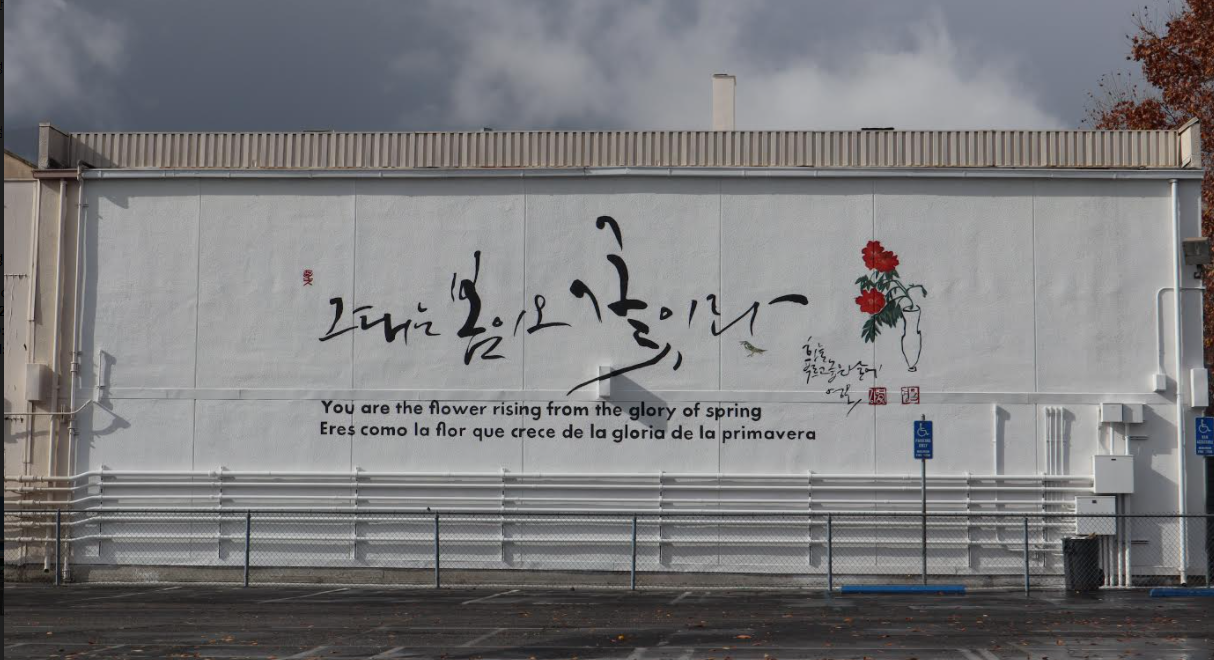 그대는 봄이오 꽃이라
You are the flower rising from the glory of spring
Eres como la flor que crece de la gloria de la primavera